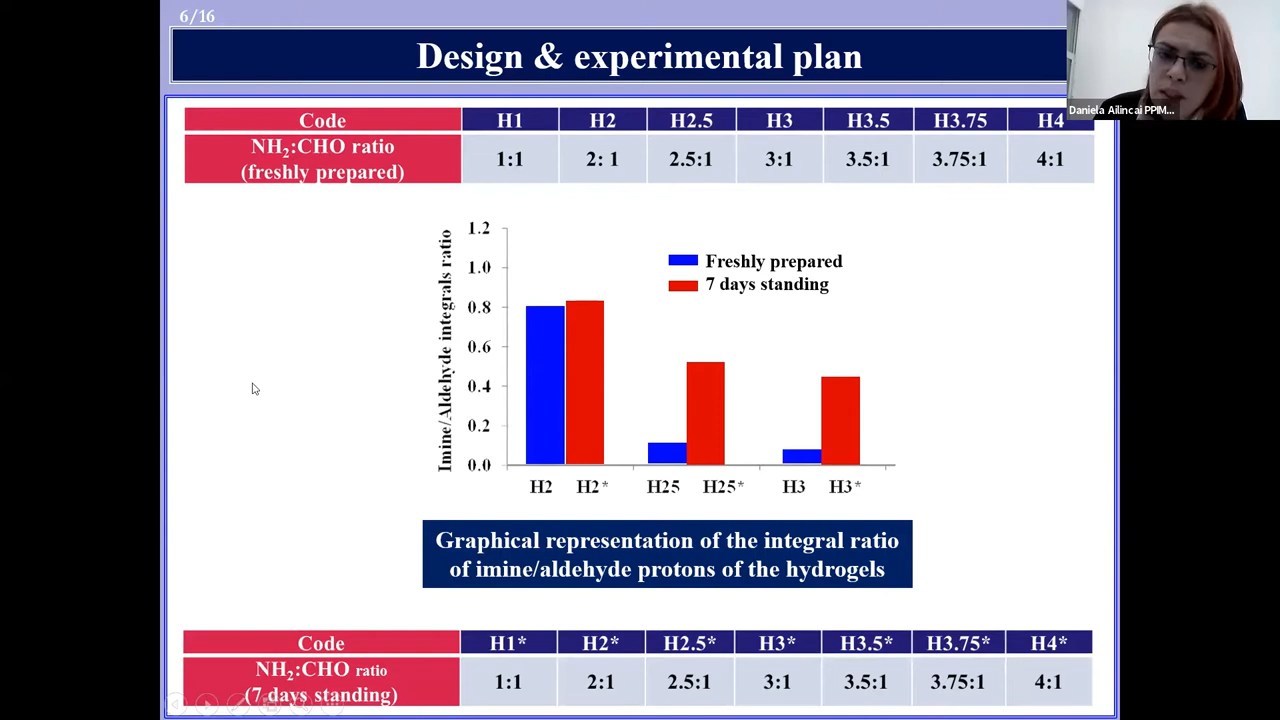 6/16
Design & experimental plan
Daniela Ailincai PPIM...
Code H1 H2 H2.5 H3 H3.5 H3.75 H4
NH2:CHO ratio
(freshly prepared) 1:1 2: 1 2.5:1 3:1 3.5:1 3.75:1 4:1
Imine/Aldehyde integrals ratio
1.2
1.0
0.8
0.6
0.4
0.2
0.0
Freshly prepared
7 days standing
H2 H2* H25 H25* H3 H3*
Graphical representation of the integral ratio
of imine/aldehyde protons of the hydrogels
Code H1* H2* H2.5* H3* H3.5* H3.75* H4*
NH2:CHO ratio
(7 days standing) 1:1 2:1 2.5:1 3:1 3.5:1 3.75:1 4:1